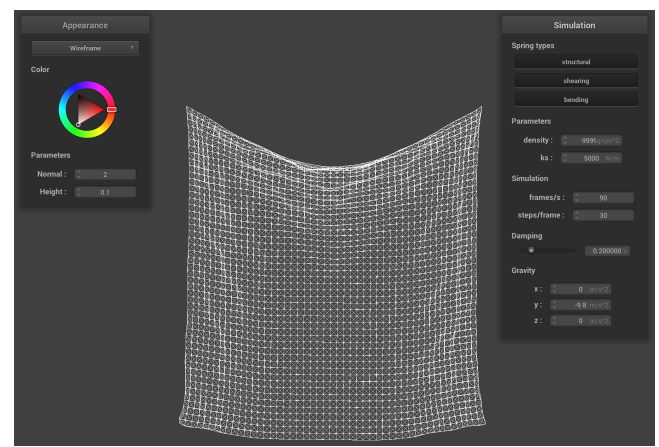 Appearance
Wireframe
Color
Parameters
Normal : 2
Height : 0.1
Simulation
Spring types
structural
shearing
bending
Parameters
density :
ks : 5000 N/m
Simulation
frames/s : 90
steps/frame : 30
Damping
0.200000
Gravity
x : 0 m/s^2
y : -9.8 m/s^2
z : 0 m/s^2